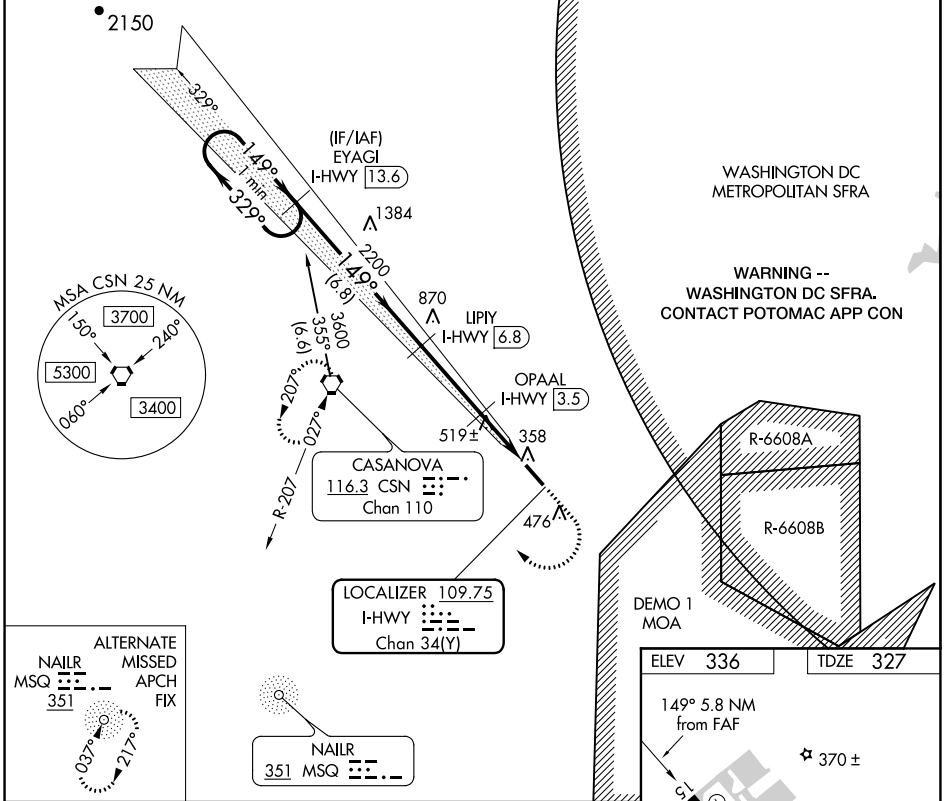 2150
329°
(IF/IAF)
EYAGI
I-HWY 13.6
149°
1 min
329°
1384
2200
149°
(6.8)
870
LIPIY
I-HWY 6.8
OPAAL
I-HWY 3.5
519±
358
476
WASHINGTON DC
METROPOLITAN SFRA
WARNING --
WASHINGTON DC SFRA.
CONTACT POTOMAC APP CON
MSA CSN 25 NM
150°
3700
240°
5300
060°
3400
3600
355°
(6.6)
207°
027°
R-207
CASANOVA
116.3 CSN
Chan 110
LOCALIZER 109.75
I-HWY
Chan 34(Y)
R-6608A
R-6608B
DEMO 1
MOA
ALTERNATE
MISSED
APCH
FIX
NAILR
MSQ
351
037°
217°
NAILR
351 MSQ
ELEV 336
TDZE 327
149° 5.8 NM
from FAF
370 ±
15